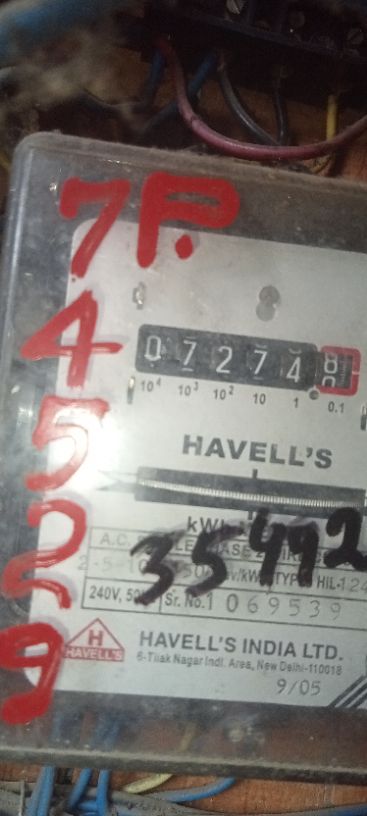 7P.
4
5
2
9
07274 8
10⁴ 10³ 10² 10 1 0.1
HAVELL'S
35492
240V, 50
Sr. No. 1069539
H
HAVELL'S
HAVELL'S INDIA LTD.
6-Tilak Nagar Indl. Area, New Delhi-110018
9/05